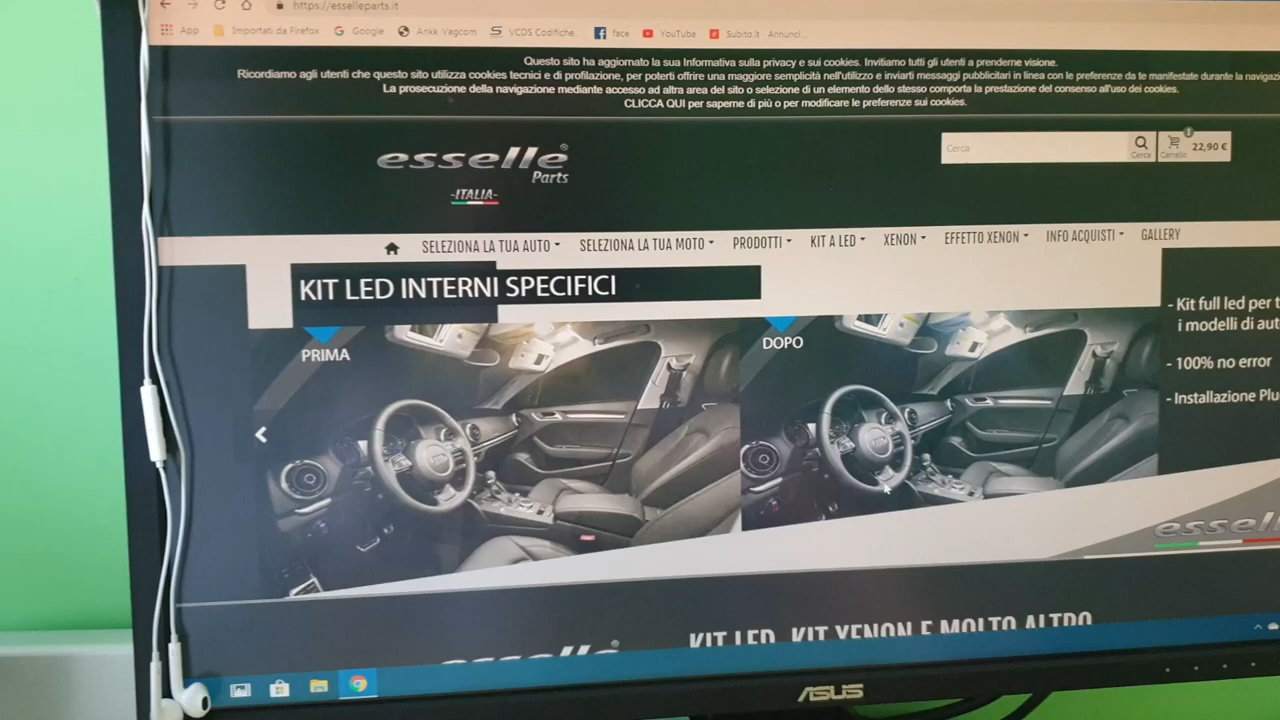 https://esselleparts.it
App
Importati da Firefox
Google
Ankk-Vagcom
VCDS Codifiche...
face
YouTube
Subito.it - Annunci...
Questo sito ha aggiornato la sua Informativa sulla privacy e sui cookies. Invitiamo tutti gli utenti a prenderne visione.
Ricordiamo agli utenti che questo sito utilizza cookies tecnici e di profilazione, per poterti offrire una maggiore semplicità nell'utilizzo e inviarti messaggi pubblicitari in linea con le preferenze da te manifestate durante la
La prosecuzione della navigazione mediante accesso ad altra area del sito o selezione di un elemento dello stesso comporta la prestazione del consenso all'uso dei cookies.
CLICCA QUI per saperne di più o per modificare le preferenze sui cookies.
esselle®
Parts
-ITALIA-
Cerca
Cerca
1
Carrello
22,90 €
SELEZIONA LA TUA AUTO
SELEZIONA LA TUA MOTO
PRODOTTI
KIT A LED
XENON
EFFETTO XENON
INFO ACQUISTI
GALLERY
KIT LED INTERNI SPECIFICI
PRIMA
DOPO
- Kit full led per t
i modelli di aut
- 100% no error
- Installazione Plu
KIT LED, KIT XENON E MOLTO ALTRO
ASUS